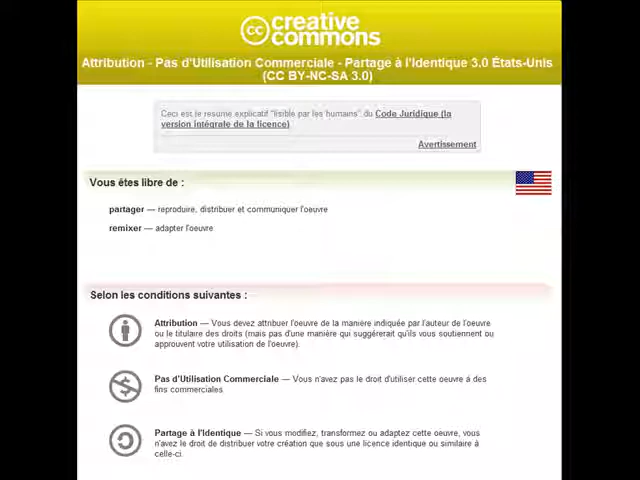 cc creative commons
Attribution - Pas d'Utilisation Commerciale - Partage à l'Identique 3.0 États-Unis
(CC BY-NC-SA 3.0)
Ceci est le resumé explicatif "lisible par les humains" du Code Juridique (la
version intégrale de la licence)
Avertissement
Vous êtes libre de :
partager — reproduire, distribuer et communiquer l'oeuvre
remixer — adapter l'oeuvre
Selon les conditions suivantes :
Attribution — Vous devez attribuer l'oeuvre de la manière indiquée par l'auteur de l'oeuvre
ou le titulaire des droits (mais pas d'une manière qui suggérerait qu'ils vous soutiennent ou
approuvent votre utilisation de l'oeuvre).
Pas d'Utilisation Commerciale — Vous n'avez pas le droit d'utiliser cette oeuvre à des
fins commerciales.
Partage à l'Identique — Si vous modifiez, transformez ou adaptez cette oeuvre, vous
n'avez le droit de distribuer votre création que sous une licence identique ou similaire à
celle-ci.